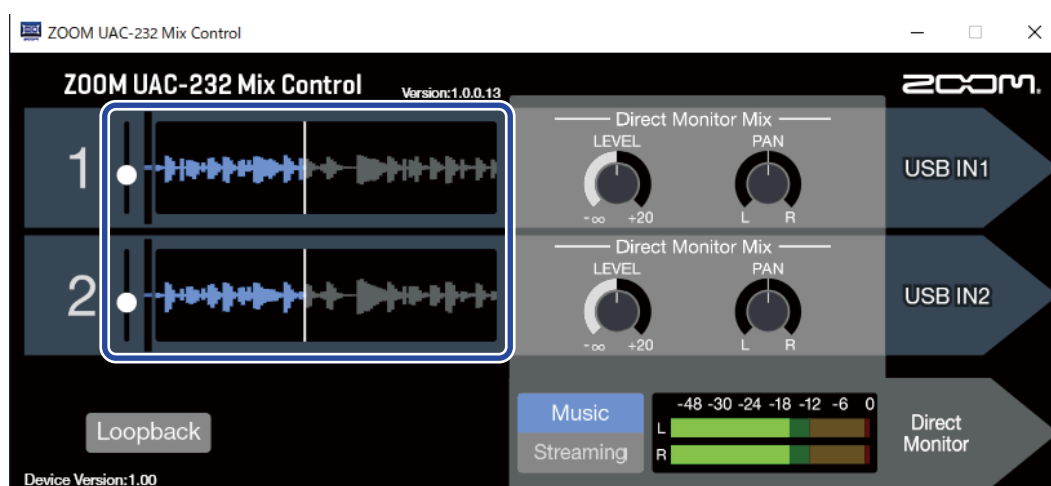 ZOOM UAC-232 Mix Control
ZOOM UAC-232 Mix Control Version:1.0.0.13 ZOOM.
1
Direct Monitor Mix
LEVEL PAN
-∞ +20 L R
USB IN1
2
Direct Monitor Mix
LEVEL PAN
-∞ +20 L R
USB IN2
Loopback
Music
Streaming
-48 -30 -24 -18 -12 -6 0
L
R
Direct
Monitor
Device Version:1.00